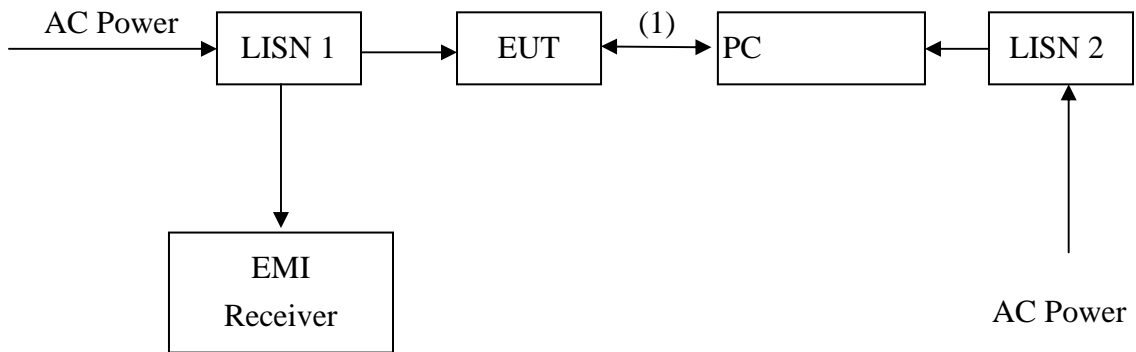 AC Power
LISN 1
EUT
(1)
PC
LISN 2
EMI
Receiver
AC Power